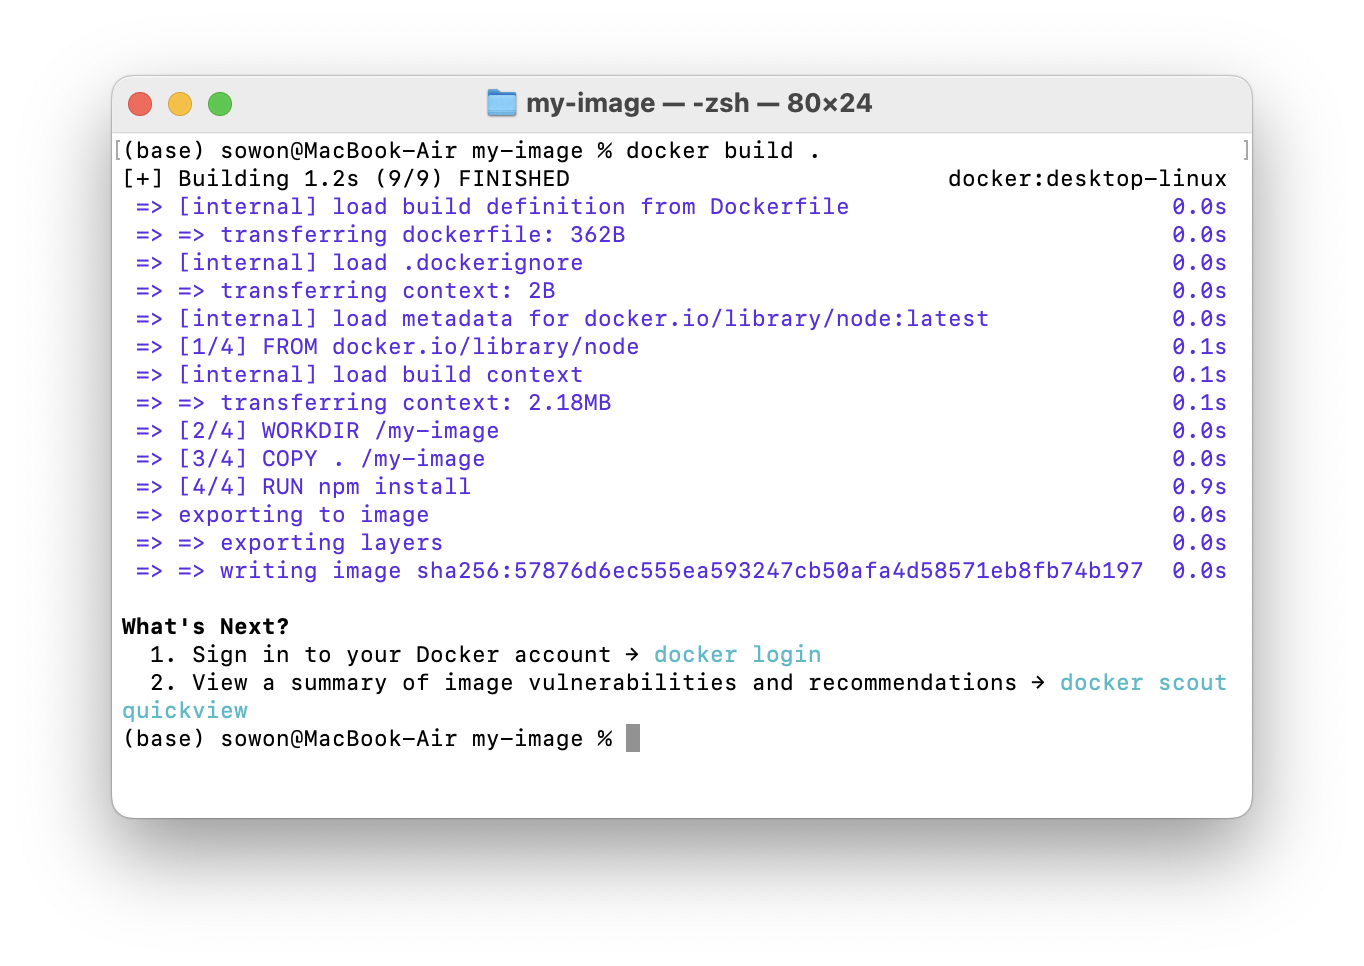 my-image — -zsh — 80×24
(base) sowon@MacBook-Air my-image % docker build .
[+] Building 1.2s (9/9) FINISHED docker:desktop-linux
=> [internal] load build definition from Dockerfile 0.0s
=> => transferring dockerfile: 362B 0.0s
=> [internal] load .dockerignore 0.0s
=> => transferring context: 2B 0.0s
=> [internal] load metadata for docker.io/library/node:latest 0.0s
=> [1/4] FROM docker.io/library/node 0.1s
=> [internal] load build context 0.1s
=> => transferring context: 2.18MB 0.1s
=> [2/4] WORKDIR /my-image 0.0s
=> [3/4] COPY . /my-image 0.0s
=> [4/4] RUN npm install 0.9s
=> exporting to image 0.0s
=> => exporting layers 0.0s
=> => writing image sha256:57876d6ec555ea593247cb50afa4d58571eb8fb74b197 0.0s
What's Next?
1. Sign in to your Docker account → docker login
2. View a summary of image vulnerabilities and recommendations → docker scout
quickview
(base) sowon@MacBook-Air my-image %